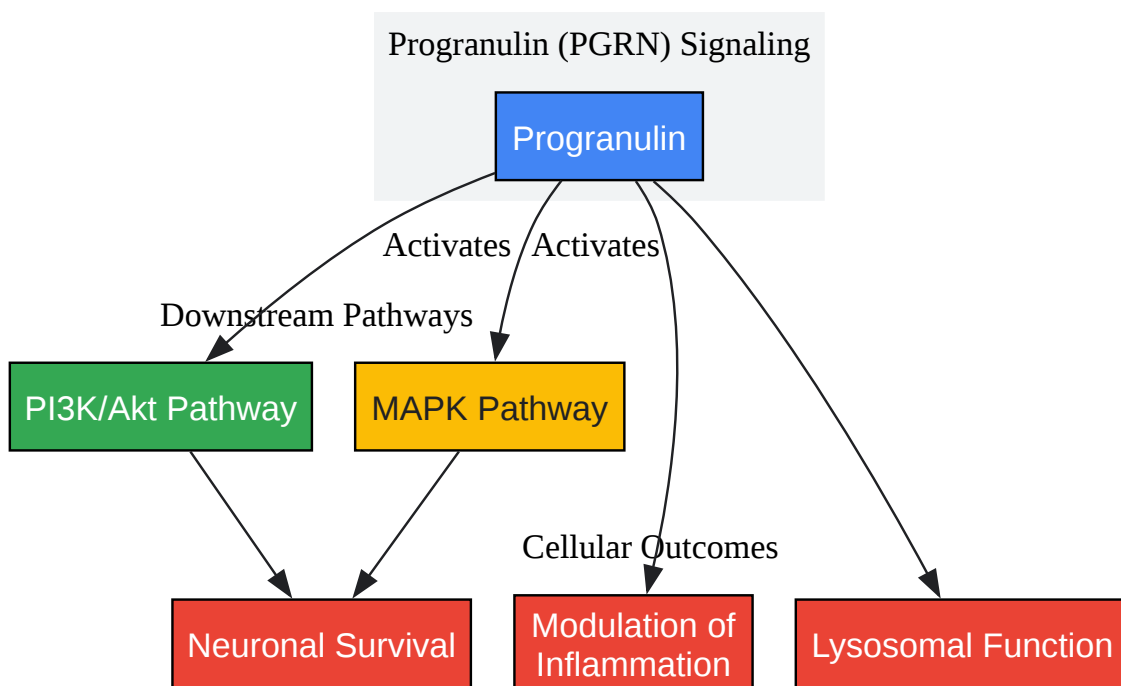 Progranulin (PGRN) Signaling
Progranulin
Activates
Activates
Downstream Pathways
PI3K/Akt Pathway
MAPK Pathway
Cellular Outcomes
Neuronal Survival
Modulation of
Inflammation
Lysosomal Function